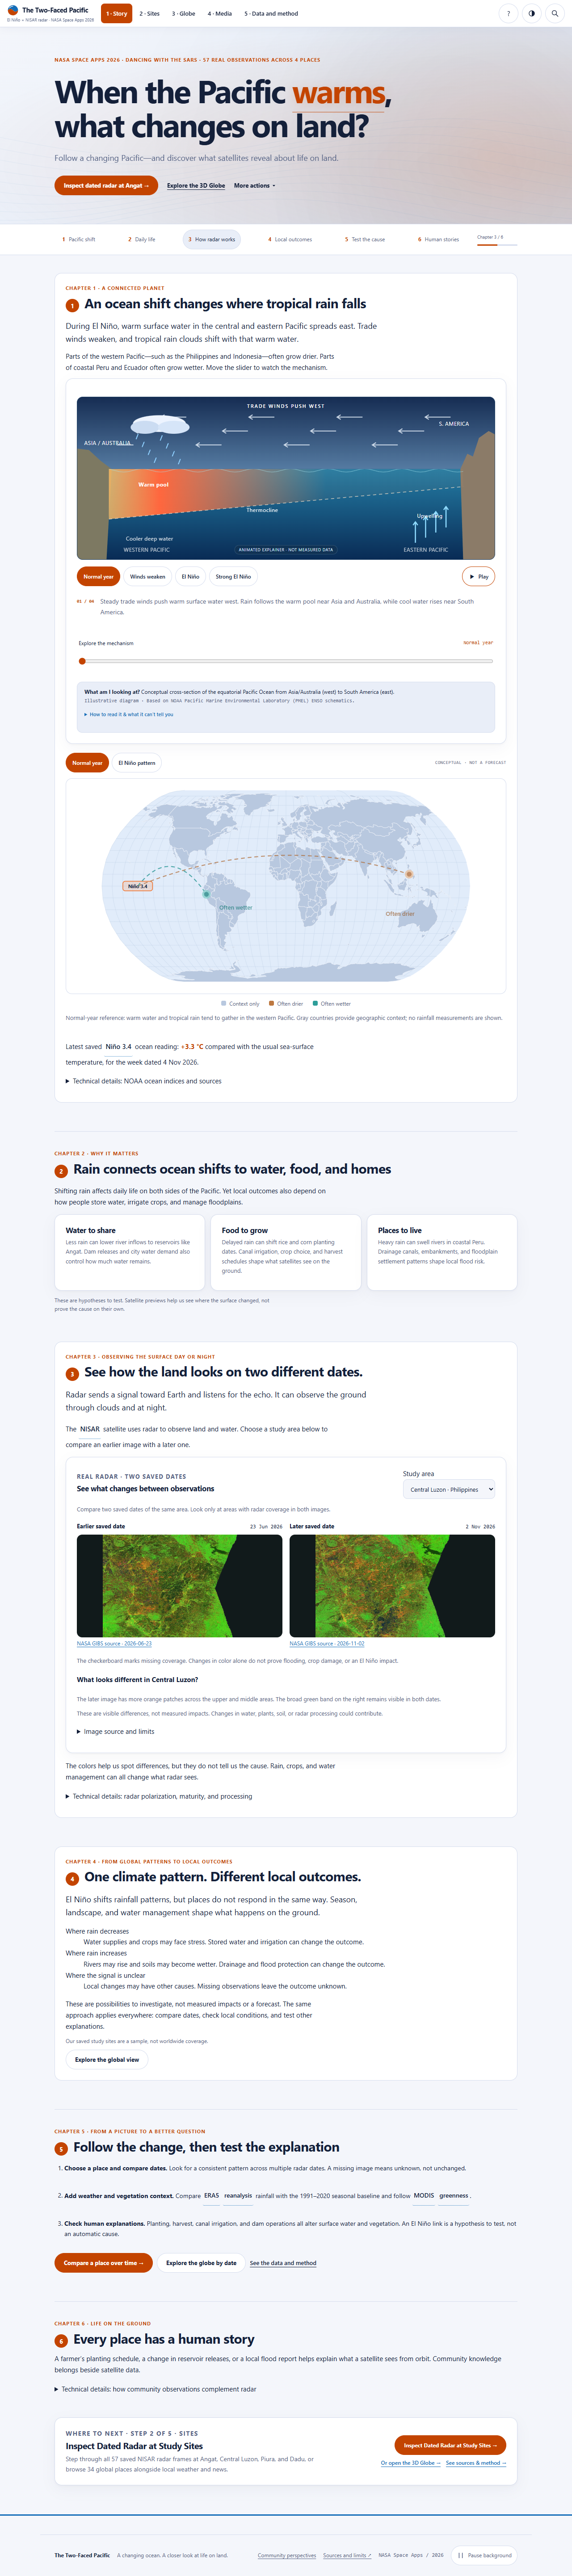 The Two-Faced Pacific
El Niño × NISAR radar · NASA Space Apps 2026
1 · Story
2 · Sites
3 · Globe
4 · Media
5 · Data and method
?
NASA SPACE APPS 2026 · DANCING WITH THE SARS · 57 REAL OBSERVATIONS ACROSS 4 PLACES
When the Pacific warms,
what changes on land?
Follow a changing Pacific—and discover what satellites reveal about life on land.
Inspect dated radar at Angat →
Explore the 3D Globe
More actions
1 Pacific shift
2 Daily life
3 How radar works
4 Local outcomes
5 Test the cause
6 Human stories
Chapter 3 / 6
CHAPTER 1 · A CONNECTED PLANET
1 An ocean shift changes where tropical rain falls
During El Niño, warm surface water in the central and eastern Pacific spreads east. Trade
winds weaken, and tropical rain clouds shift with that warm water.
Parts of the western Pacific—such as the Philippines and Indonesia—often grow drier. Parts
of coastal Peru and Ecuador often grow wetter. Move the slider to watch the mechanism.
TRADE WINDS PUSH WEST
S. AMERICA
ASIA / AUSTRALIA
Warm pool
Thermocline
Upwelling
Cooler deep water
WESTERN PACIFIC
ANIMATED EXPLAINER · NOT MEASURED DATA
EASTERN PACIFIC
Normal year
Winds weaken
El Niño
Strong El Niño
Play
01 / 04 Steady trade winds push warm surface water west. Rain follows the warm pool near Asia and Australia, while cool water rises near South
America.
Explore the mechanism
Normal year
What am I looking at? Conceptual cross-section of the equatorial Pacific Ocean from Asia/Australia (west) to South America (east).
Illustrative diagram · Based on NOAA Pacific Marine Environmental Laboratory (PMEL) ENSO schematics.
How to read it & what it can't tell you
Normal year
El Niño pattern
CONCEPTUAL · NOT A FORECAST
Niño 3.4
Often wetter
Often drier
Context only
Often drier
Often wetter
Normal-year reference: warm water and tropical rain tend to gather in the western Pacific. Gray countries provide geographic context; no rainfall measurements are shown.
Latest saved Niño 3.4 ocean reading: +3.3 °C compared with the usual sea-surface
temperature, for the week dated 4 Nov 2026.
Technical details: NOAA ocean indices and sources
CHAPTER 2 · WHY IT MATTERS
2 Rain connects ocean shifts to water, food, and homes
Shifting rain affects daily life on both sides of the Pacific. Yet local outcomes also depend on
how people store water, irrigate crops, and manage floodplains.
Water to share
Less rain can lower river inflows to reservoirs like
Angat. Dam releases and city water demand also
control how much water remains.
Food to grow
Delayed rain can shift rice and corn planting
dates. Canal irrigation, crop choice, and harvest
schedules shape what satellites see on the
ground.
Places to live
Heavy rain can swell rivers in coastal Peru.
Drainage canals, embankments, and floodplain
settlement patterns shape local flood risk.
These are hypotheses to test. Satellite previews help us see where the surface changed, not
prove the cause on their own.
CHAPTER 3 · OBSERVING THE SURFACE DAY OR NIGHT
3 See how the land looks on two different dates.
Radar sends a signal toward Earth and listens for the echo. It can observe the ground
through clouds and at night.
The NISAR satellite uses radar to observe land and water. Choose a study area below to
compare an earlier image with a later one.
REAL RADAR · TWO SAVED DATES
See what changes between observations
Study area
Central Luzon · Philippines
Compare two saved dates of the same area. Look only at areas with radar coverage in both images.
Earlier saved date
23 Jun 2026
Later saved date
2 Nov 2026
NASA GIBS source · 2026-06-23
NASA GIBS source · 2026-11-02
The checkerboard marks missing coverage. Changes in color alone do not prove flooding, crop damage, or an El Niño impact.
What looks different in Central Luzon?
The later image has more orange patches across the upper and middle areas. The broad green band on the right remains visible in both dates.
These are visible differences, not measured impacts. Changes in water, plants, soil, or radar processing could contribute.
Image source and limits
The colors help us spot differences, but they do not tell us the cause. Rain, crops, and water
management can all change what radar sees.
Technical details: radar polarization, maturity, and processing
CHAPTER 4 · FROM GLOBAL PATTERNS TO LOCAL OUTCOMES
4 One climate pattern. Different local outcomes.
El Niño shifts rainfall patterns, but places do not respond in the same way. Season,
landscape, and water management shape what happens on the ground.
Where rain decreases
Water supplies and crops may face stress. Stored water and irrigation can change the outcome.
Where rain increases
Rivers may rise and soils may become wetter. Drainage and flood protection can change the outcome.
Where the signal is unclear
Local changes may have other causes. Missing observations leave the outcome unknown.
These are possibilities to investigate, not measured impacts or a forecast. The same
approach applies everywhere: compare dates, check local conditions, and test other
explanations.
Our saved study sites are a sample, not worldwide coverage.
Explore the global view
CHAPTER 5 · FROM A PICTURE TO A BETTER QUESTION
5 Follow the change, then test the explanation
1. Choose a place and compare dates. Look for a consistent pattern across multiple radar dates. A missing image means unknown, not unchanged.
2. Add weather and vegetation context. Compare ERA5 reanalysis rainfall with the 1991–2020 seasonal baseline and follow MODIS greenness.
3. Check human explanations. Planting, harvest, canal irrigation, and dam operations all alter surface water and vegetation. An El Niño link is a hypothesis to test, not
an automatic cause.
Compare a place over time →
Explore the globe by date
See the data and method
CHAPTER 6 · LIFE ON THE GROUND
6 Every place has a human story
A farmer's planting schedule, a change in reservoir releases, or a local flood report helps explain what a satellite sees from orbit. Community knowledge
belongs beside satellite data.
Technical details: how community observations complement radar
WHERE TO NEXT · STEP 2 OF 5 · SITES
Inspect Dated Radar at Study Sites
Step through all 57 saved NISAR radar frames at Angat, Central Luzon, Piura, and Dadu, or
browse 34 global places alongside local weather and news.
Inspect Dated Radar at Study Sites →
Or open the 3D Globe →
See sources & method →
The Two-Faced Pacific
A changing ocean. A closer look at life on land.
Community perspectives
Sources and limits ↗
NASA Space Apps / 2026
Pause background